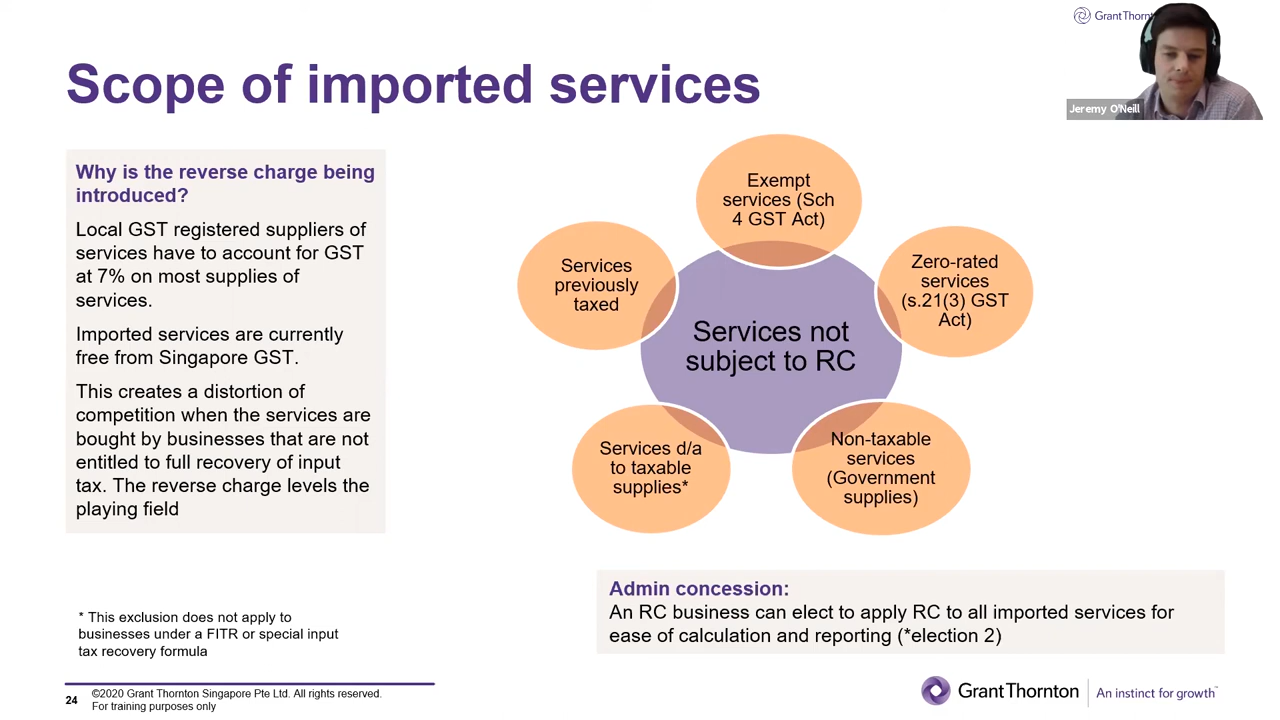 Scope of imported services
GrantThornt
Jeremy O'Neill
Why is the reverse charge being
introduced?
Local GST registered suppliers of
services have to account for GST
at 7% on most supplies of
services.
Imported services are currently
free from Singapore GST.
This creates a distortion of
competition when the services are
bought by businesses that are not
entitled to full recovery of input
tax. The reverse charge levels the
playing field
Exempt
services (Sch
4 GST Act)
Services
previously
taxed
Zero-rated
services
(s.21(3) GST
Act)
Services not
subject to RC
Services d/a
to taxable
supplies*
Non-taxable
services
(Government
supplies)
Admin concession:
An RC business can elect to apply RC to all imported services for
ease of calculation and reporting (*election 2)
* This exclusion does not apply to
businesses under a FITR or special input
tax recovery formula
24
©2020 Grant Thornton Singapore Pte Ltd. All rights reserved.
For training purposes only
GrantThornton
An instinct for growth™